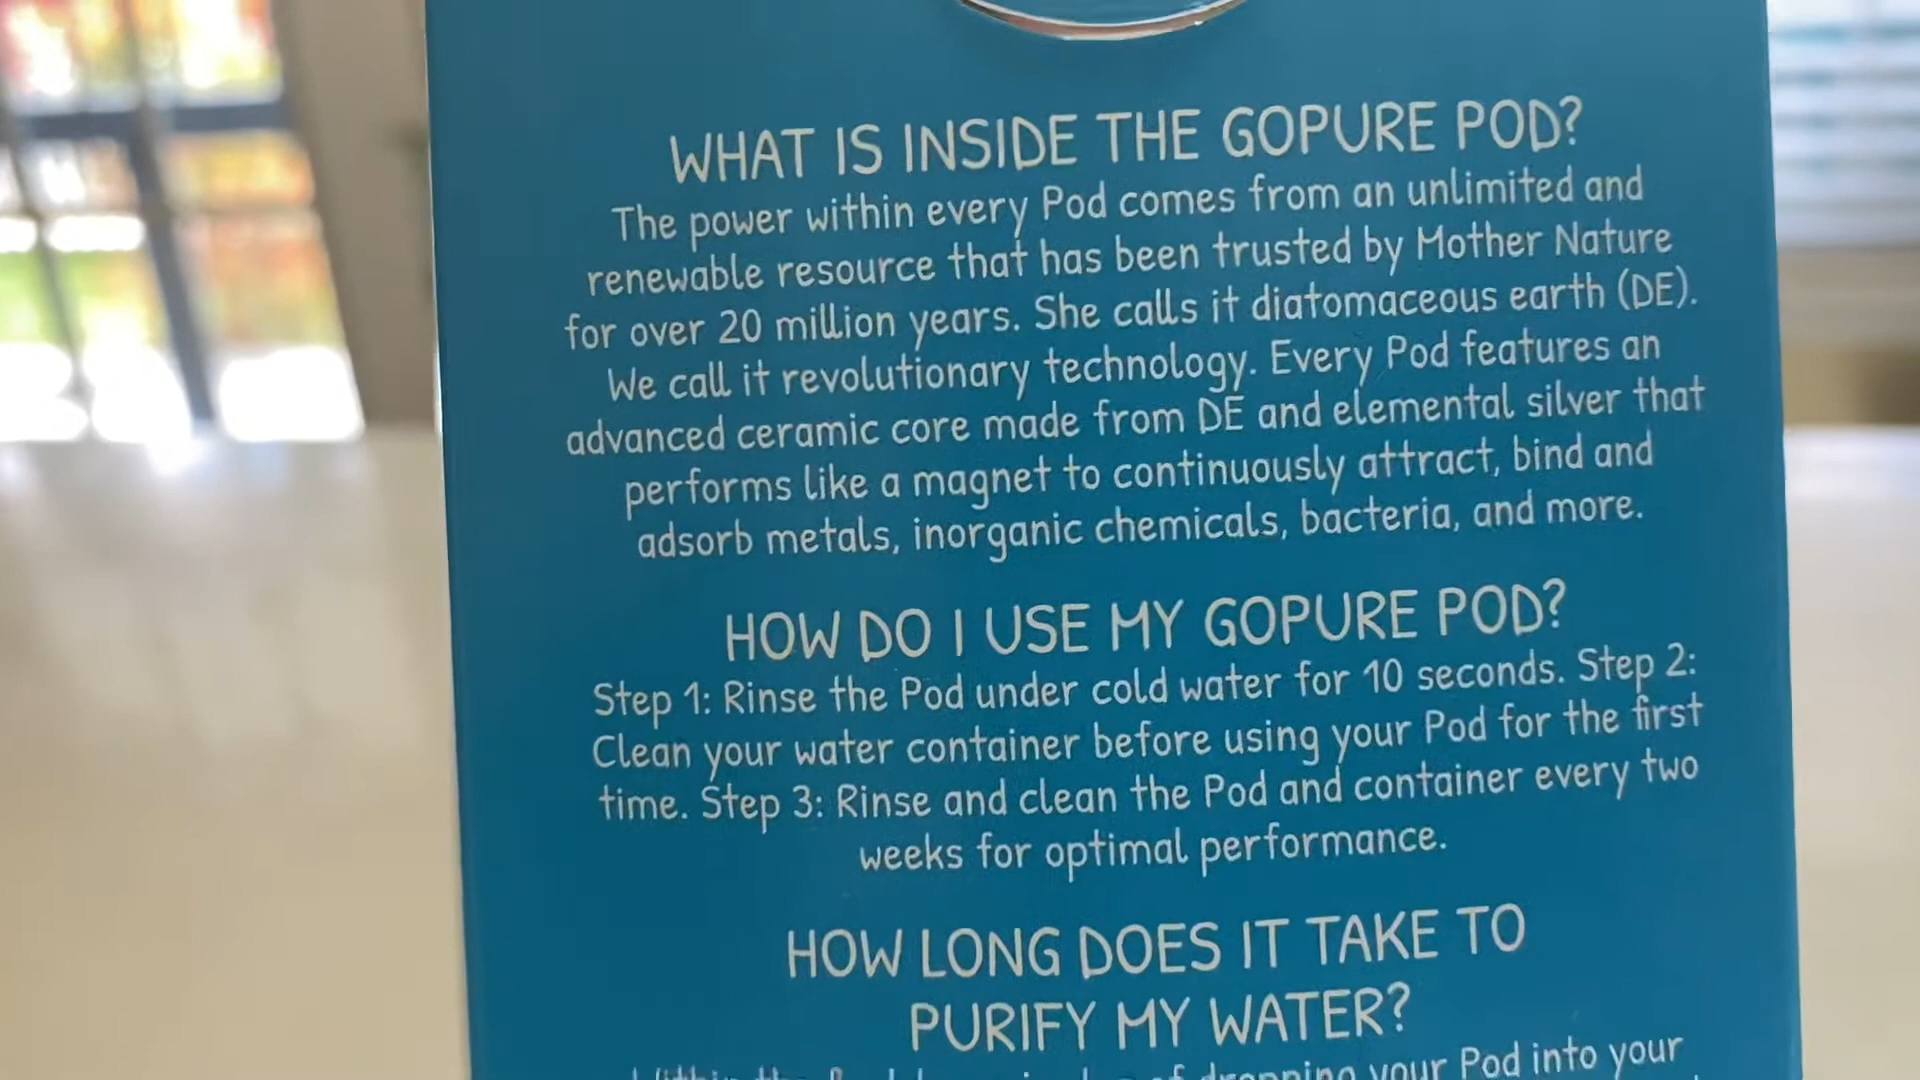 WHAT IS INSIDE THE GOPURE POD?
The power within every Pod comes from an unlimited and
renewable resource that has been trusted by Mother Nature
for over 20 million years. She calls it diatomaceous earth (DE).
We call it revolutionary technology. Every Pod features an
advanced ceramic core made from DE and elemental silver that
performs like a magnet to continuously attract, bind and
adsorb metals, inorganic chemicals, bacteria, and more.
HOW DO I USE MY GOPURE POD?
Step 1: Rinse the Pod under cold water for 10 seconds. Step 2:
Clean your water container before using your Pod for the first
time. Step 3: Rinse and clean the Pod and container every two
weeks for optimal performance.
HOW LONG DOES IT TAKE TO
PURIFY MY WATER?
of dropping your Pod into your